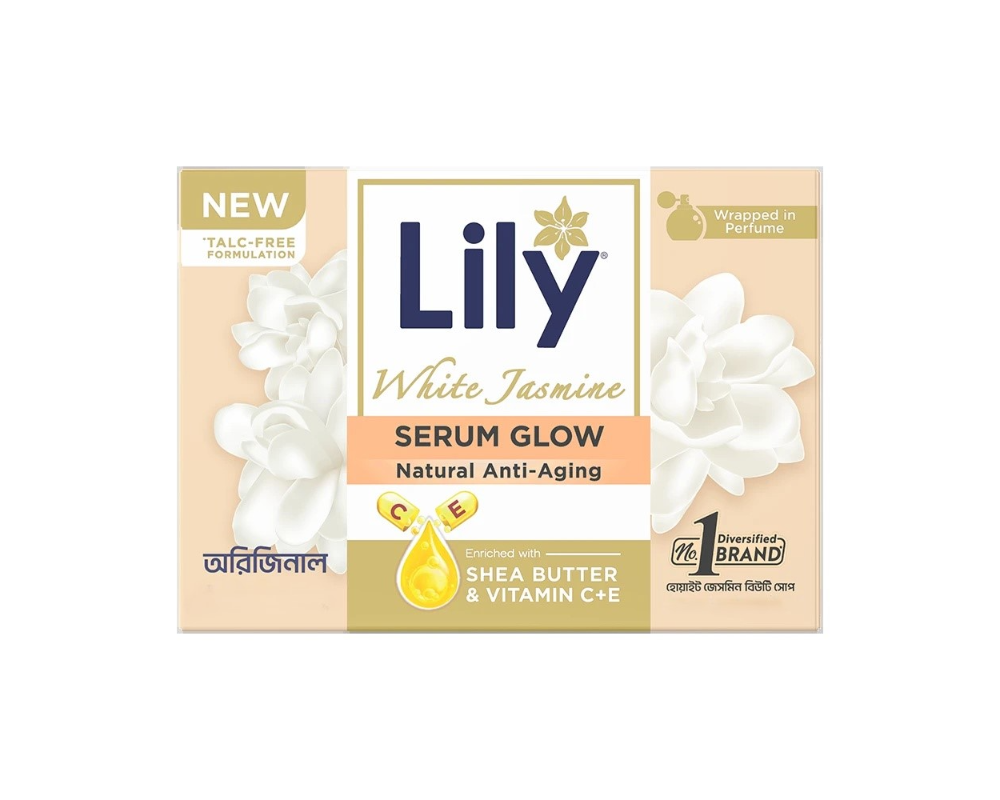 NEW
*TALC-FREE
FORMULATION
Lily®
White Jasmine
SERUM GLOW
Natural Anti-Aging
C E
Enriched with
SHEA BUTTER
& VITAMIN C+E
Wrapped in
Perfume
অরিজিনাল
No. 1 Diversified
BRAND
হোয়াইট জেসমিন বিউটি সোপ